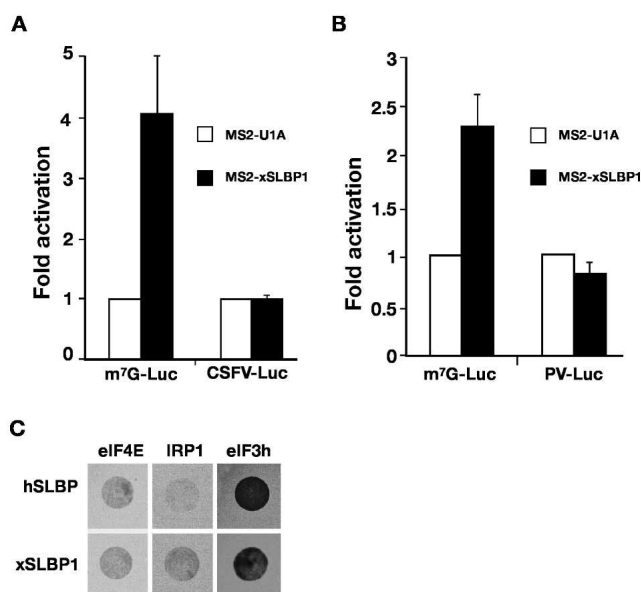 A
Fold activation
5
4
3
2
1
0
MS2-U1A
MS2-xSLBP1
m⁷G-Luc CSFV-Luc
B
Fold activation
3
2.5
2
1.5
1
0.5
0
MS2-U1A
MS2-xSLBP1
m⁷G-Luc PV-Luc
C
eIF4E IRP1 eIF3h
hSLBP
xSLBP1